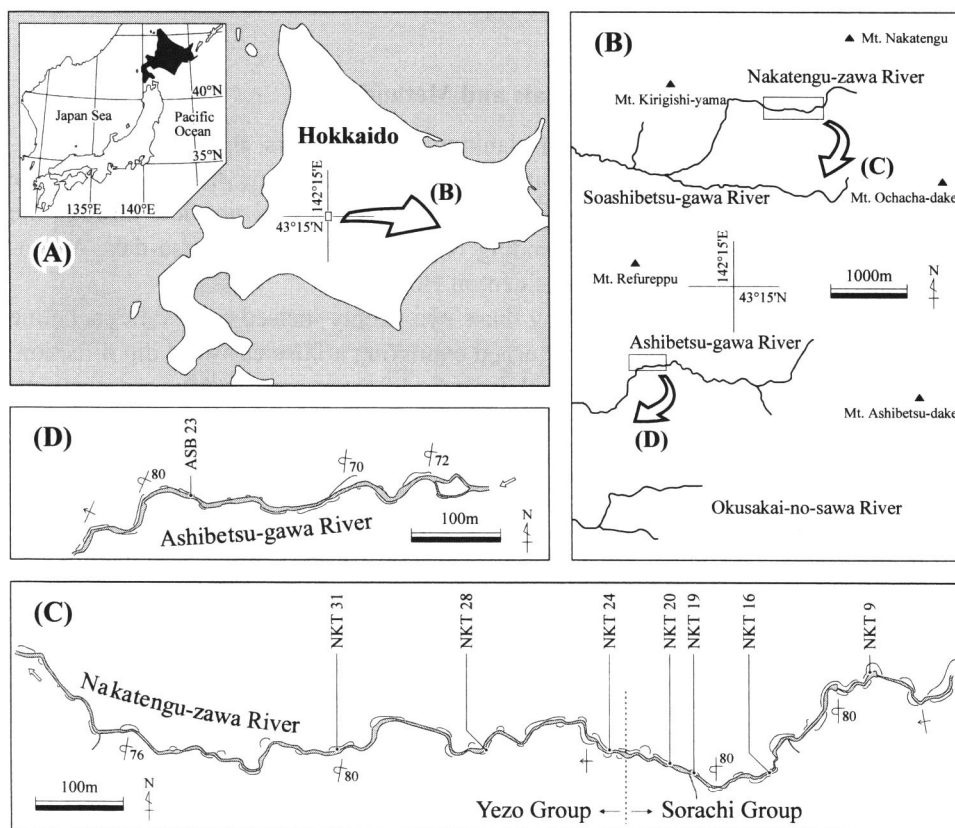 40°N
Japan Sea
Pacific
Ocean
35°N
135°E
140°E
Hokkaido
142°15'E
43°15'N
(B)
(A)
(B)
Mt. Nakatengu
Nakatengu-zawa River
Mt. Kirigishi-yama
(C)
Soashibetsu-gawa River
Mt. Ochacha-dake
142°15'E
N
Mt. Refureppu
43°15'N
1000m
Ashibetsu-gawa River
(D)
Mt. Ashibetsu-dake
Okusakai-no-sawa River
(D)
ASB 23
80
70
72
Ashibetsu-gawa River
100m
N
(C)
NKT 31
NKT 28
NKT 24
NKT 20
NKT 19
NKT 16
NKT 9
Nakatengu-zawa River
76
80
80
80
100m
N
Yezo Group
Sorachi Group